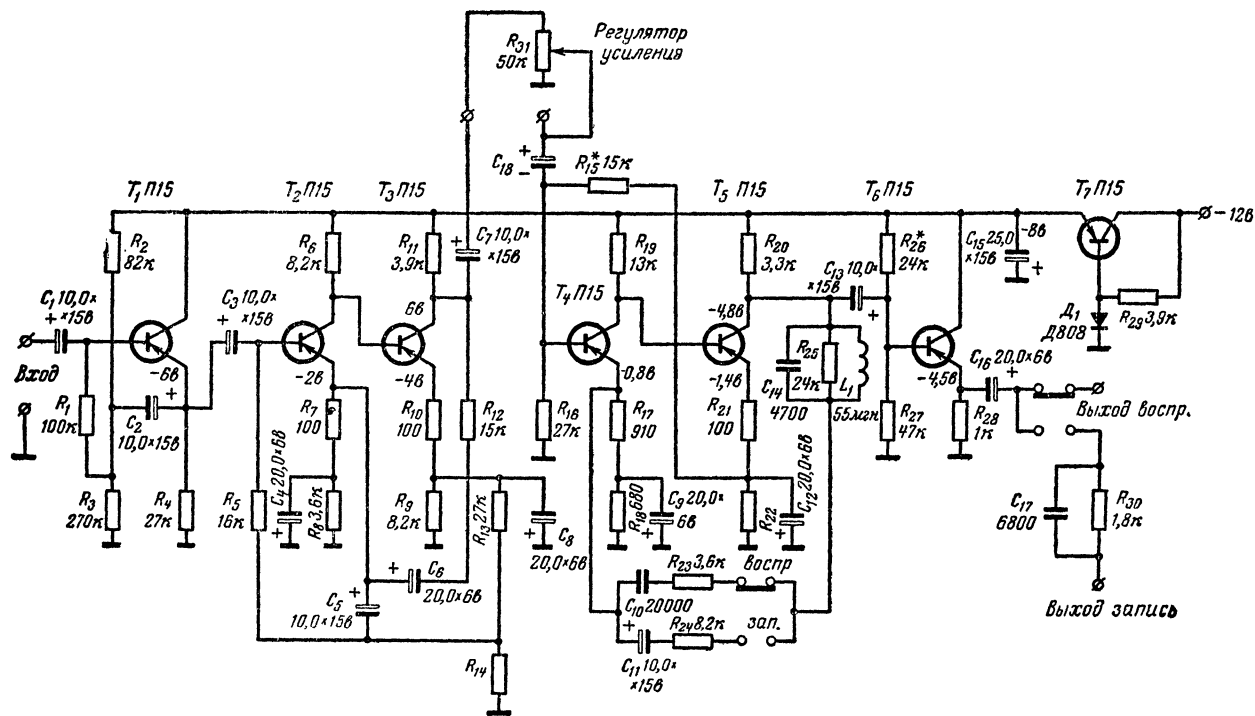 R31
50к
Регулятор
усиления
C18
+
−
R15* 15к
T1 П15
T2 П15
T3 П15
T4 П15
T5 П15
T6 П15
T7 П15
−12в
R2
82к
R6
8,2к
R11
3,9к
C7 10,0×
×15в
+
R19
13к
R20
3,3к
C13 10,0×
×15в
+
R26*
24к
C15 25,0
×15в
−8в
+
R29 3,9к
Д1
Д808
C1 10,0×
×15в
+
Вход
R1
100к
C2
10,0×15в
+
−6в
C3 10,0×
×15в
+
−2в
6в
−4в
−0,8в
−4,8в
−1,4в
−4,5в
R3
270к
R4
27к
R5
16к
R7
100
C4 20,0×6в
+
R8 3,6к
R10
100
R9
8,2к
R12
15к
R13 27к
C8
20,0×6в
+
C5
10,0×15в
+
C6
20,0×6в
+
R14
R16
27к
R17
910
R18 680
C9 20,0×
6в
+
R21
100
R22
C12 20,0×6в
+
R25
24к
C14
4700
L1
55мгн
R27
47к
R28
1к
C16 20,0×6в
+
Выход воспр.
C17
6800
R30
1,8к
Выход запись
C10 20000
R23 3,6к
воспр
C11 10,0×
×15в
+
R24 8,2к
зап.